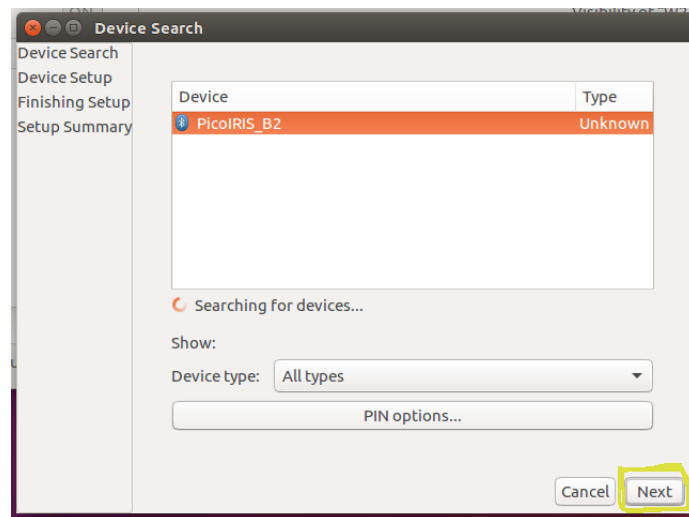 Device Search
Device Search
Device Setup
Finishing Setup
Setup Summary
Device Type
PicoIRIS_B2 Unknown
Searching for devices...
Show:
Device type: All types
PIN options...
Cancel Next